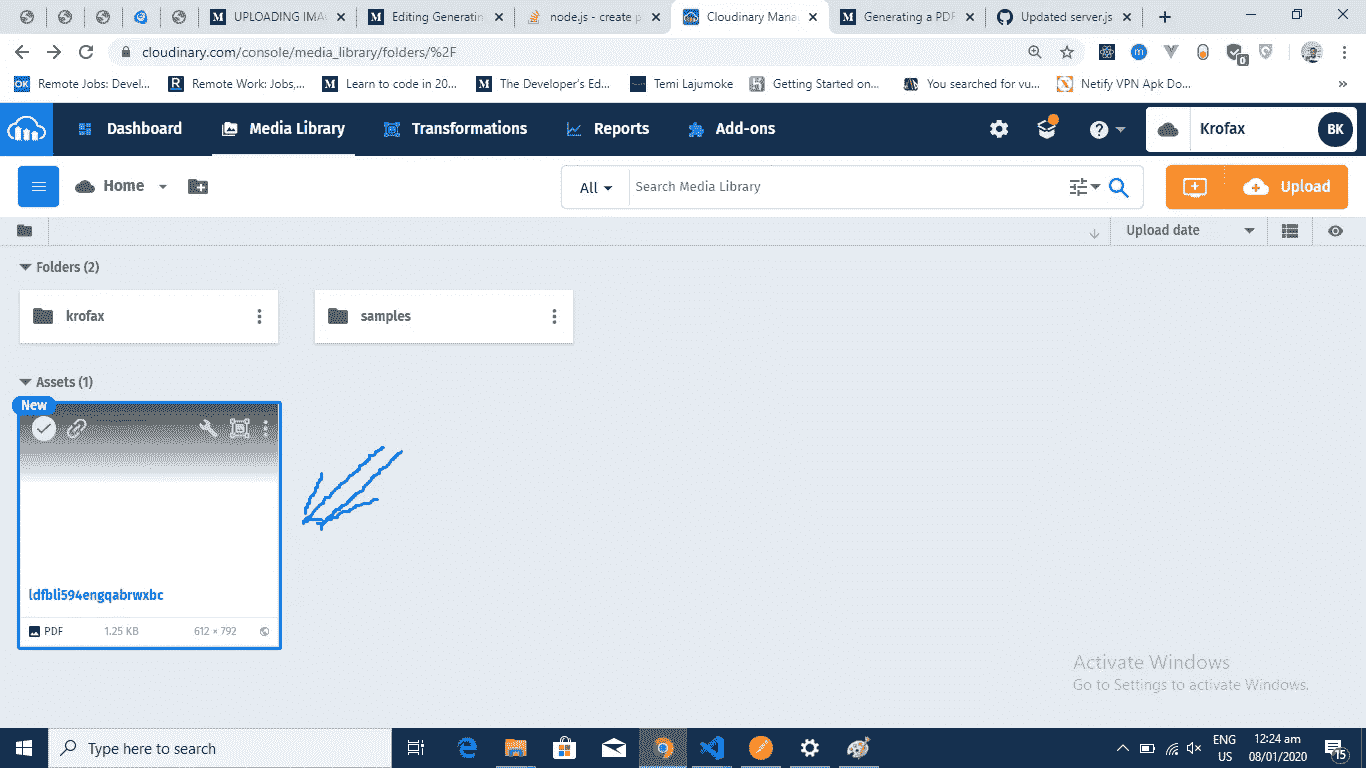 UPLOADING IMA
Editing Generatin
node.js - create p
Cloudinary Mana
Generating a PDF
Updated server.js
cloudinary.com/console/media_library/folders/%2F
0
OK Remote Jobs: Devel...
R Remote Work: Jobs,...
M Learn to code in 20...
M The Developer's Ed...
Temi Lajumoke
Getting Started on...
You searched for vu...
Netify VPN Apk Do...
»
Dashboard
Media Library
Transformations
Reports
Add-ons
Krofax
BK
Home
All
Search Media Library
Upload
Upload date
Folders (2)
krofax
samples
Assets (1)
New
ldfbli594engqabrwxbc
PDF 1.25 KB 612 × 792
Activate Windows
Go to Settings to activate Windows.
Type here to search
ENG
US
12:24 am
08/01/2020
15